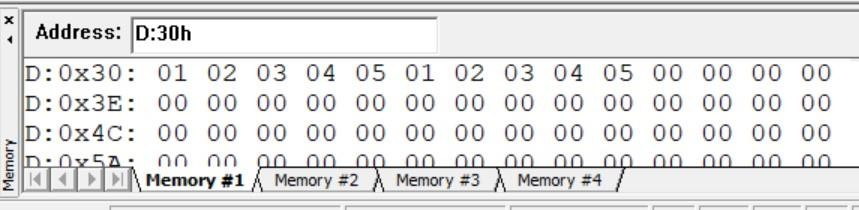 Address: D:30h
D:0x30: 01 02 03 04 05 01 02 03 04 05 00 00 00 00
D:0x3E: 00 00 00 00 00 00 00 00 00 00 00 00 00 00
D:0x4C: 00 00 00 00 00 00 00 00 00 00 00 00 00 00
D:0x5A: 00 00 00 00 00 00 00 00 00 00 00 00 00 00
Memory
Memory #1 Memory #2 Memory #3 Memory #4